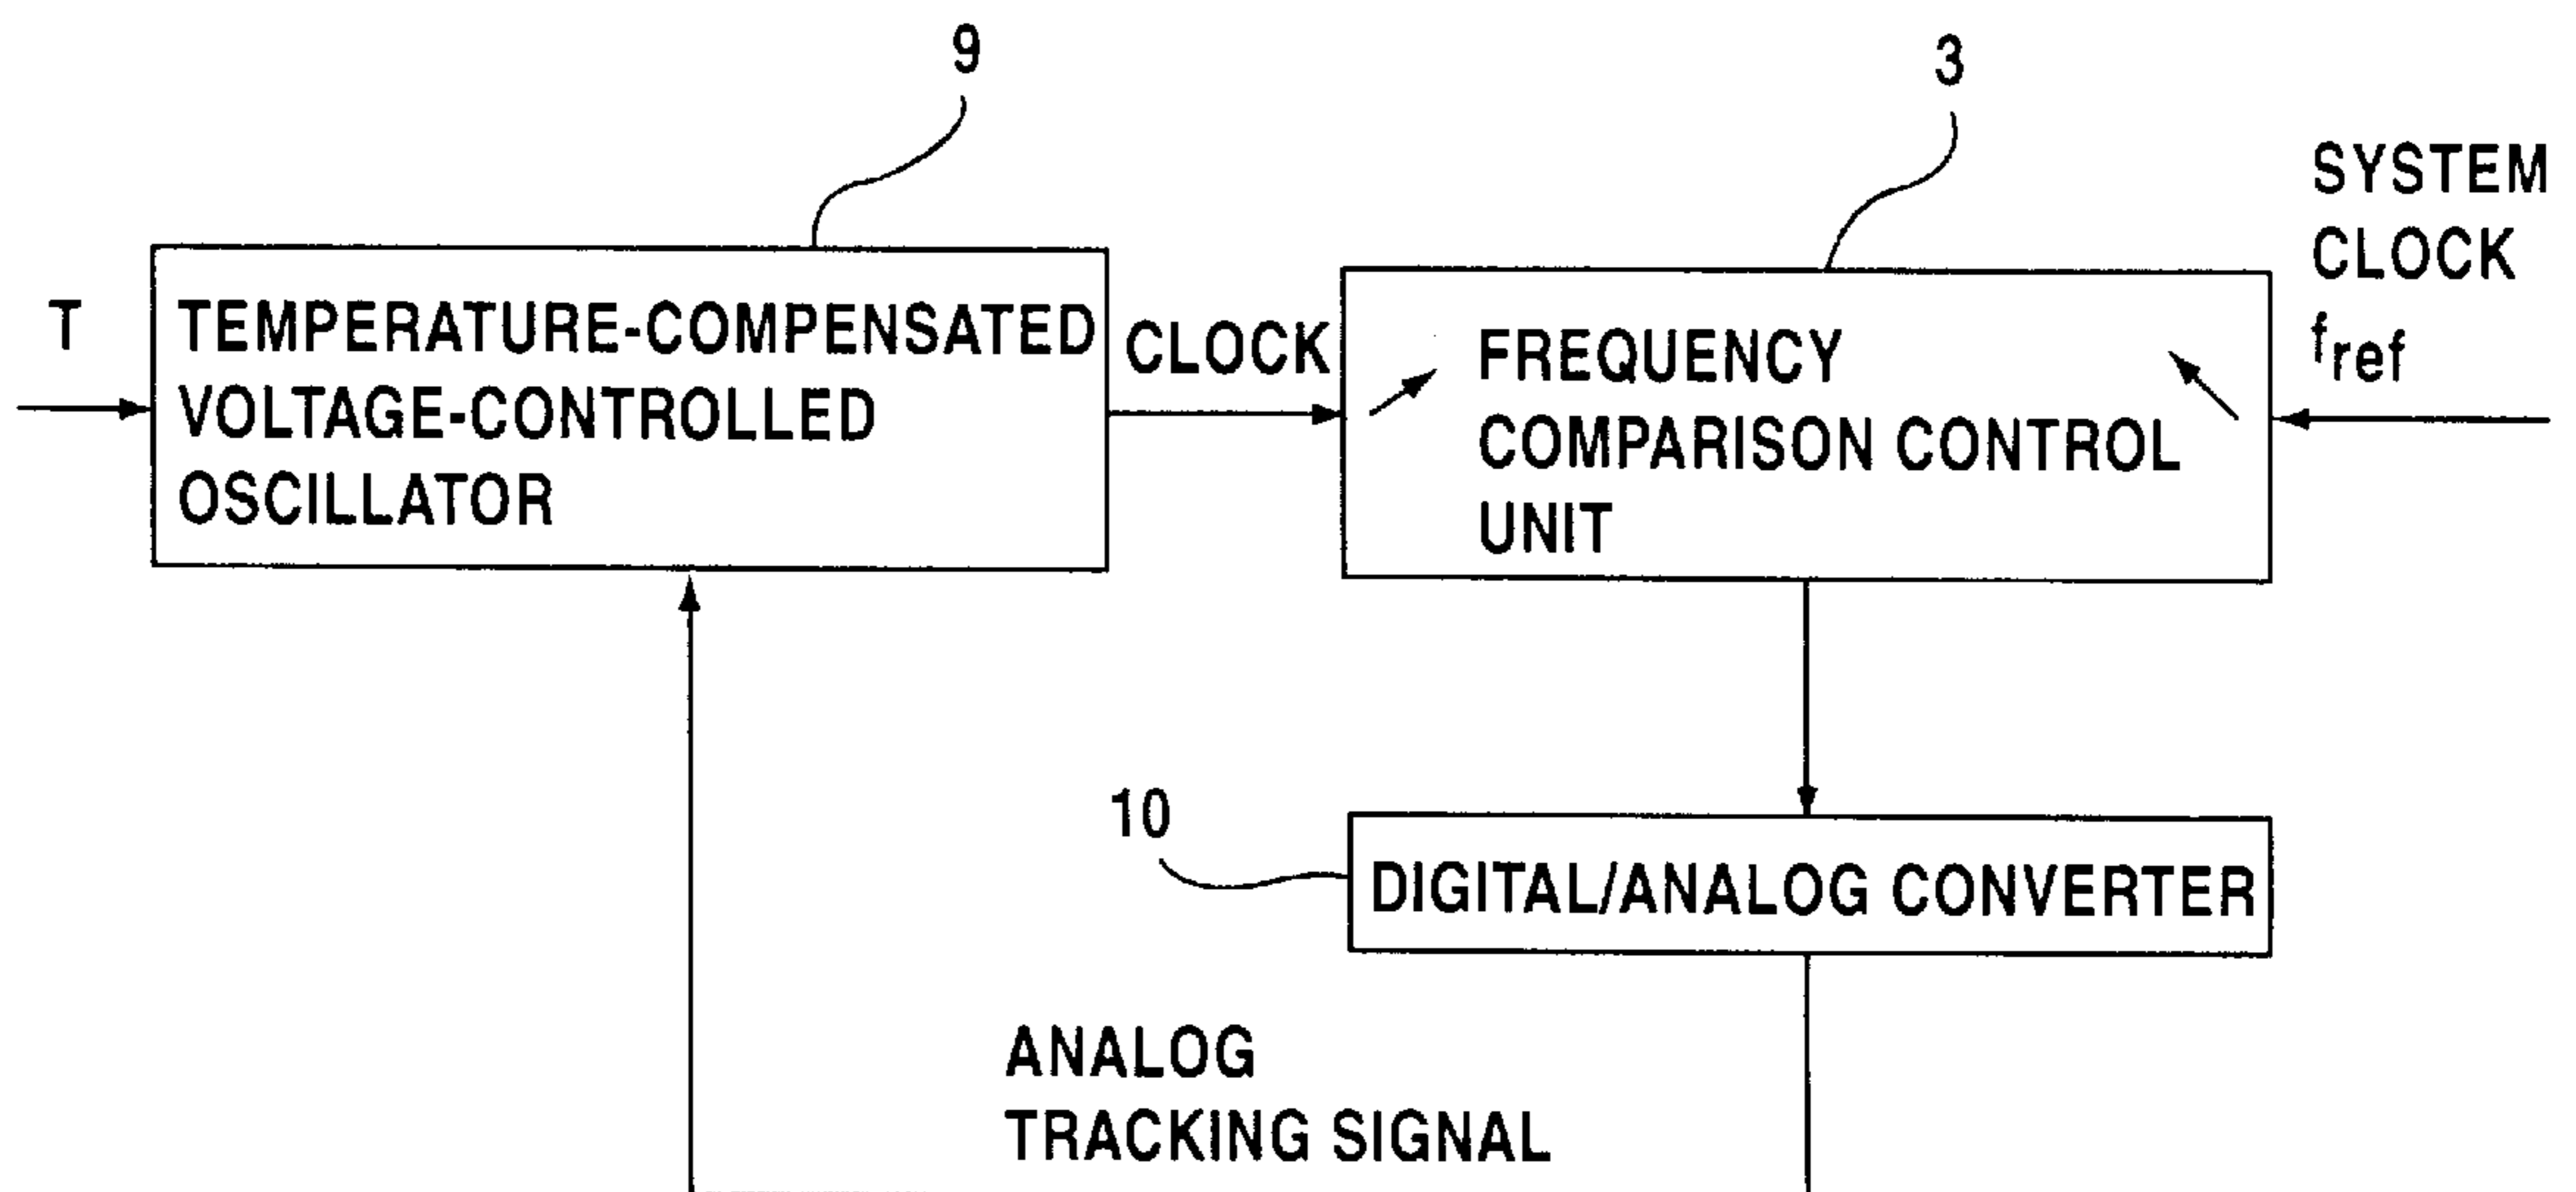 9
3
SYSTEM
CLOCK
fref
T
TEMPERATURE-COMPENSATED
VOLTAGE-CONTROLLED
OSCILLATOR
CLOCK
FREQUENCY
COMPARISON CONTROL
UNIT
10
DIGITAL/ANALOG CONVERTER
ANALOG
TRACKING SIGNAL